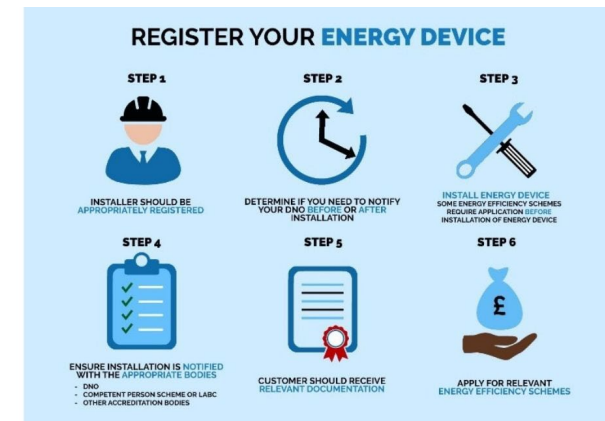 REGISTER YOUR ENERGY DEVICE
STEP 1
INSTALLER SHOULD BE
APPROPRIATELY REGISTERED
STEP 2
DETERMINE IF YOU NEED TO NOTIFY
YOUR DNO BEFORE OR AFTER
INSTALLATION
STEP 3
INSTALL ENERGY DEVICE
SOME ENERGY EFFICIENCY SCHEMES
REQUIRE APPLICATION BEFORE
INSTALLATION OF ENERGY DEVICE
STEP 4
ENSURE INSTALLATION IS NOTIFIED
WITH THE APPROPRIATE BODIES
- DNO
- COMPETENT PERSON SCHEME OR LABC
- OTHER ACCREDITATION BODIES
STEP 5
CUSTOMER SHOULD RECEIVE
RELEVANT DOCUMENTATION
STEP 6
£
APPLY FOR RELEVANT
ENERGY EFFICIENCY SCHEMES